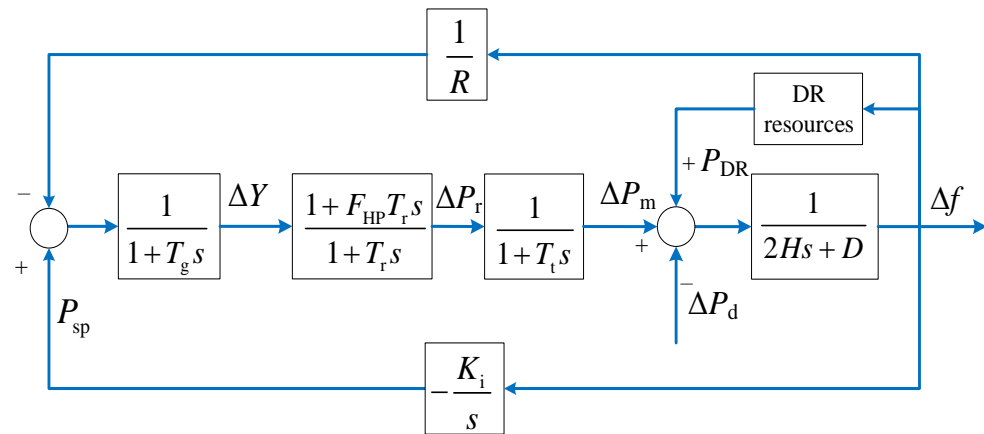 1
R
DR
resources
+ P_DR
−
1
1 + T_g s
ΔY
1 + F_HP T_r s
1 + T_r s
ΔP_r
1
1 + T_t s
ΔP_m
+
1
2Hs + D
Δf
+
−
ΔP_d
P_sp
− K_i
s